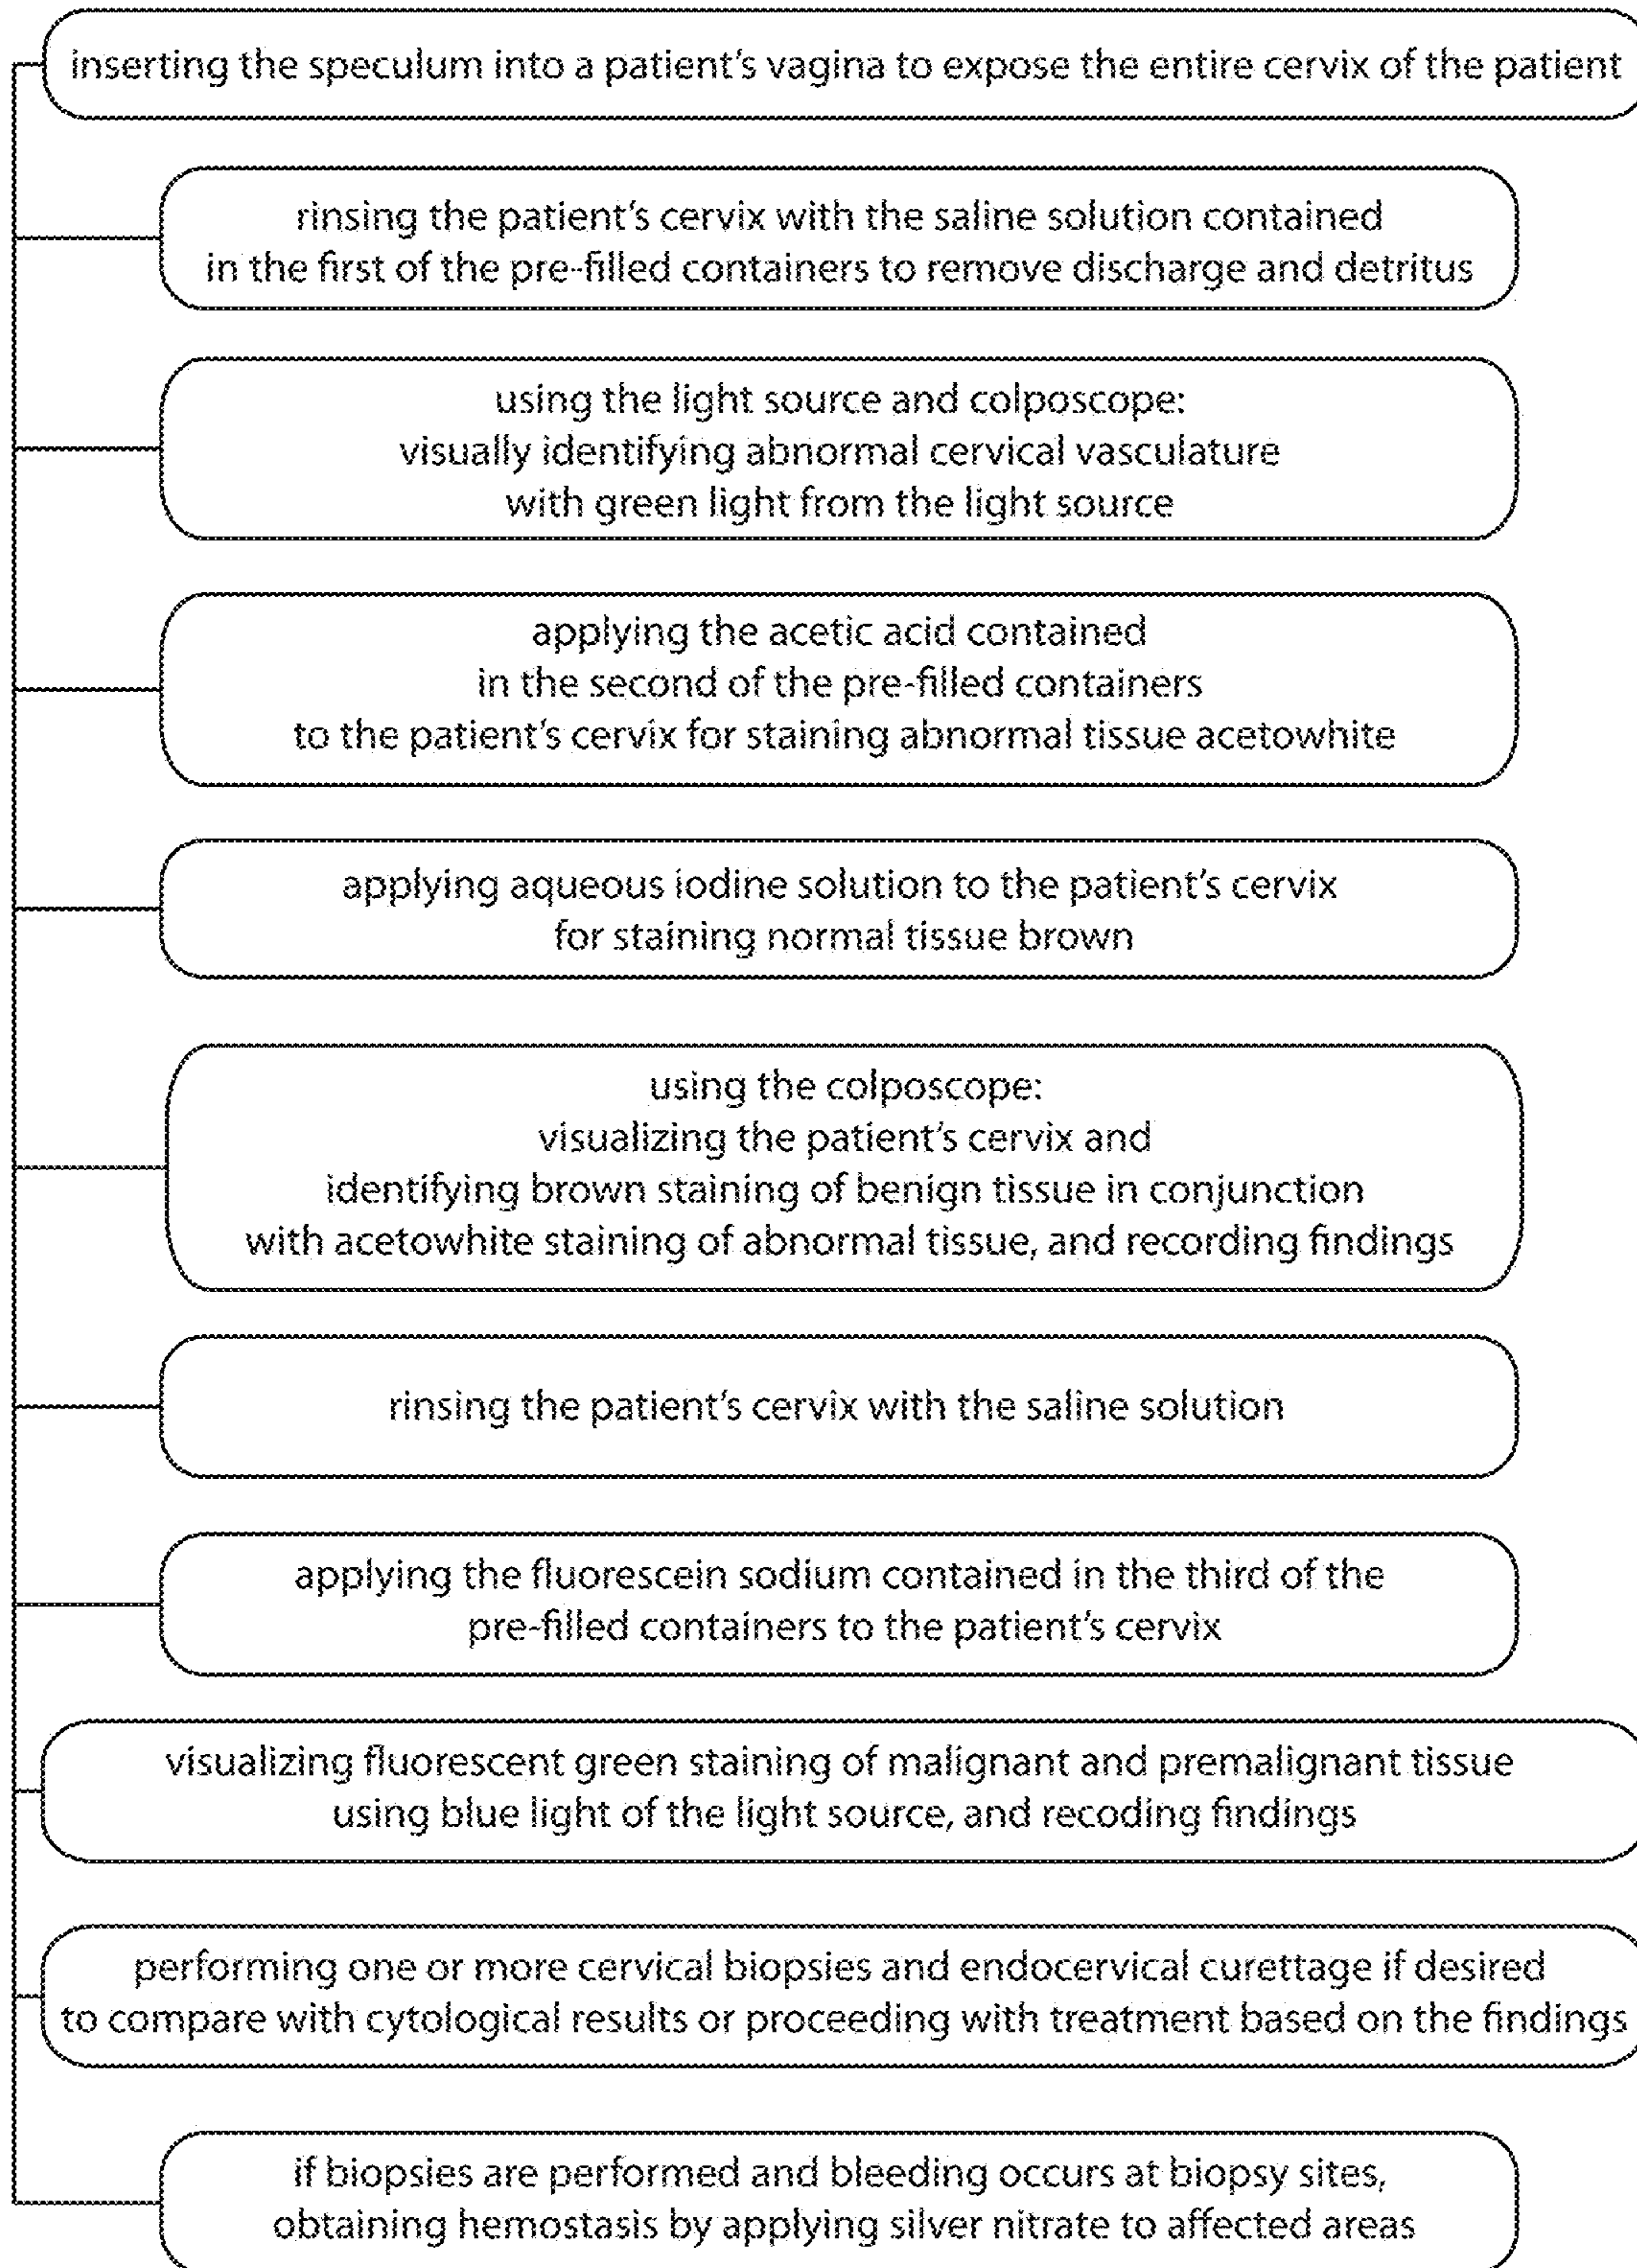 inserting the speculum into a patient's vagina to expose the entire cervix of the patient
rinsing the patient's cervix with the saline solution contained
in the first of the pre-filled containers to remove discharge and detritus
using the light source and colposcope:
visually identifying abnormal cervical vasculature
with green light from the light source
applying the acetic acid contained
in the second of the pre-filled containers
to the patient's cervix for staining abnormal tissue acetowhite
applying aqueous iodine solution to the patient's cervix
for staining normal tissue brown
using the colposcope:
visualizing the patient's cervix and
identifying brown staining of benign tissue in conjunction
with acetowhite staining of abnormal tissue, and recording findings
rinsing the patient's cervix with the saline solution
applying the fluorescein sodium contained in the third of the
pre-filled containers to the patient's cervix
visualizing fluorescent green staining of malignant and premalignant tissue
using blue light of the light source, and recoding findings
performing one or more cervical biopsies and endocervical curettage if desired
to compare with cytological results or proceeding with treatment based on the findings
if biopsies are performed and bleeding occurs at biopsy sites,
obtaining hemostasis by applying silver nitrate to affected areas